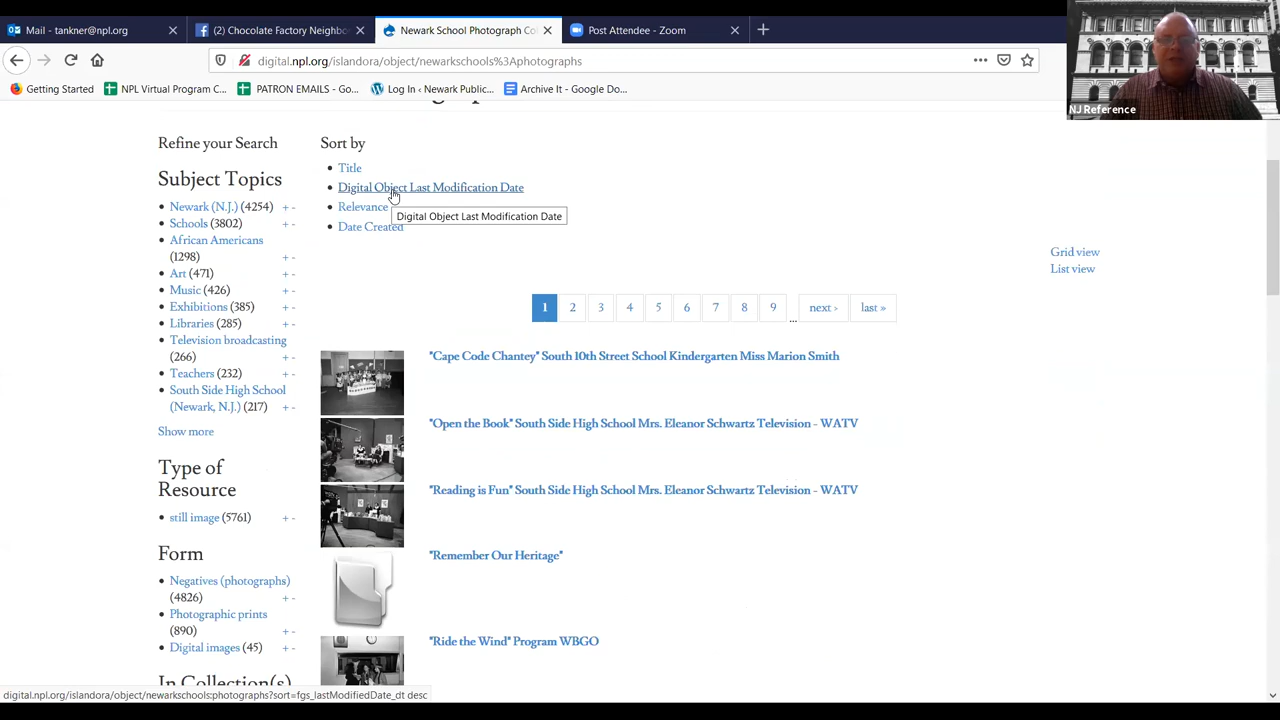 Mail - tankner@npl.org
(2) Chocolate Factory Neighbo
Newark School Photograph Co
Post Attendee - Zoom
digital.npl.org/islandora/object/newarkschools%3Aphotographs
Getting Started
NPL Virtual Program C...
PATRON EMAILS - Go...
Log In ‹ Newark Public...
Archive It - Google Do...
NJ Reference
Refine your Search
Sort by
Title
Digital Object Last Modification Date
Relevance
Digital Object Last Modification Date
Date Created
Subject Topics
Newark (N.J.) (4254) + -
Schools (3802) + -
African Americans
(1298) + -
Art (471) + -
Music (426) + -
Exhibitions (385) + -
Libraries (285) + -
Television broadcasting
(266) + -
Teachers (232) + -
South Side High School
(Newark, N.J.) (217) + -
Show more
Grid view
List view
1 2 3 4 5 6 7 8 9 ... next › last »
"Cape Code Chantey" South 10th Street School Kindergarten Miss Marion Smith
"Open the Book" South Side High School Mrs. Eleanor Schwartz Television - WATV
"Reading is Fun" South Side High School Mrs. Eleanor Schwartz Television - WATV
"Remember Our Heritage"
"Ride the Wind" Program WBGO
Type of
Resource
still image (5761) + -
Form
Negatives (photographs)
(4826) + -
Photographic prints
(890) + -
Digital images (45) + -
In Collection(s)
digital.npl.org/islandora/object/newarkschools:photographs?sort=fgs_lastModifiedDate_dt desc